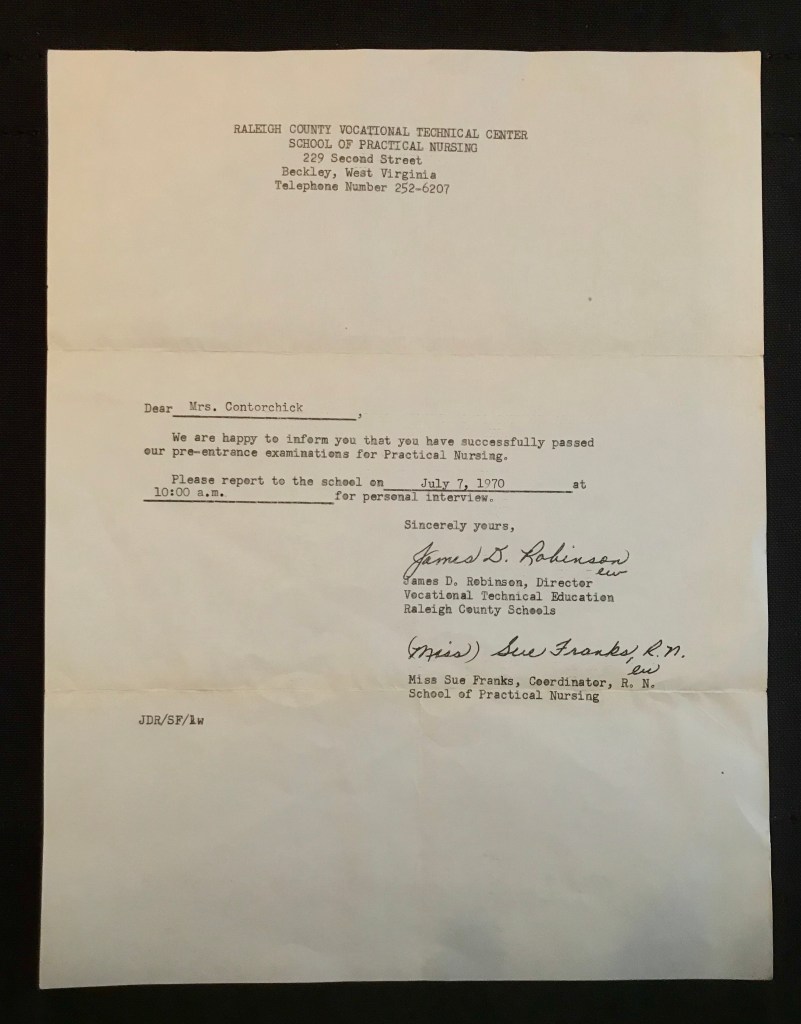 RALEIGH COUNTY VOCATIONAL TECHNICAL CENTER
SCHOOL OF PRACTICAL NURSING
229 Second Street
Beckley, West Virginia
Telephone Number 252-6207
Dear Mrs. Contorchick,
We are happy to inform you that you have successfully passed
our pre-entrance examinations for Practical Nursing.
Please report to the school on July 7, 1970 at
10:00 a.m. for personal interview.
Sincerely yours,
James D. Robinson
ew
James D. Robinson, Director
Vocational Technical Education
Raleigh County Schools
(Miss) Sue Franks, R.N.
ew
Miss Sue Franks, Coordinator, R. N.
School of Practical Nursing
JDR/SF/lw